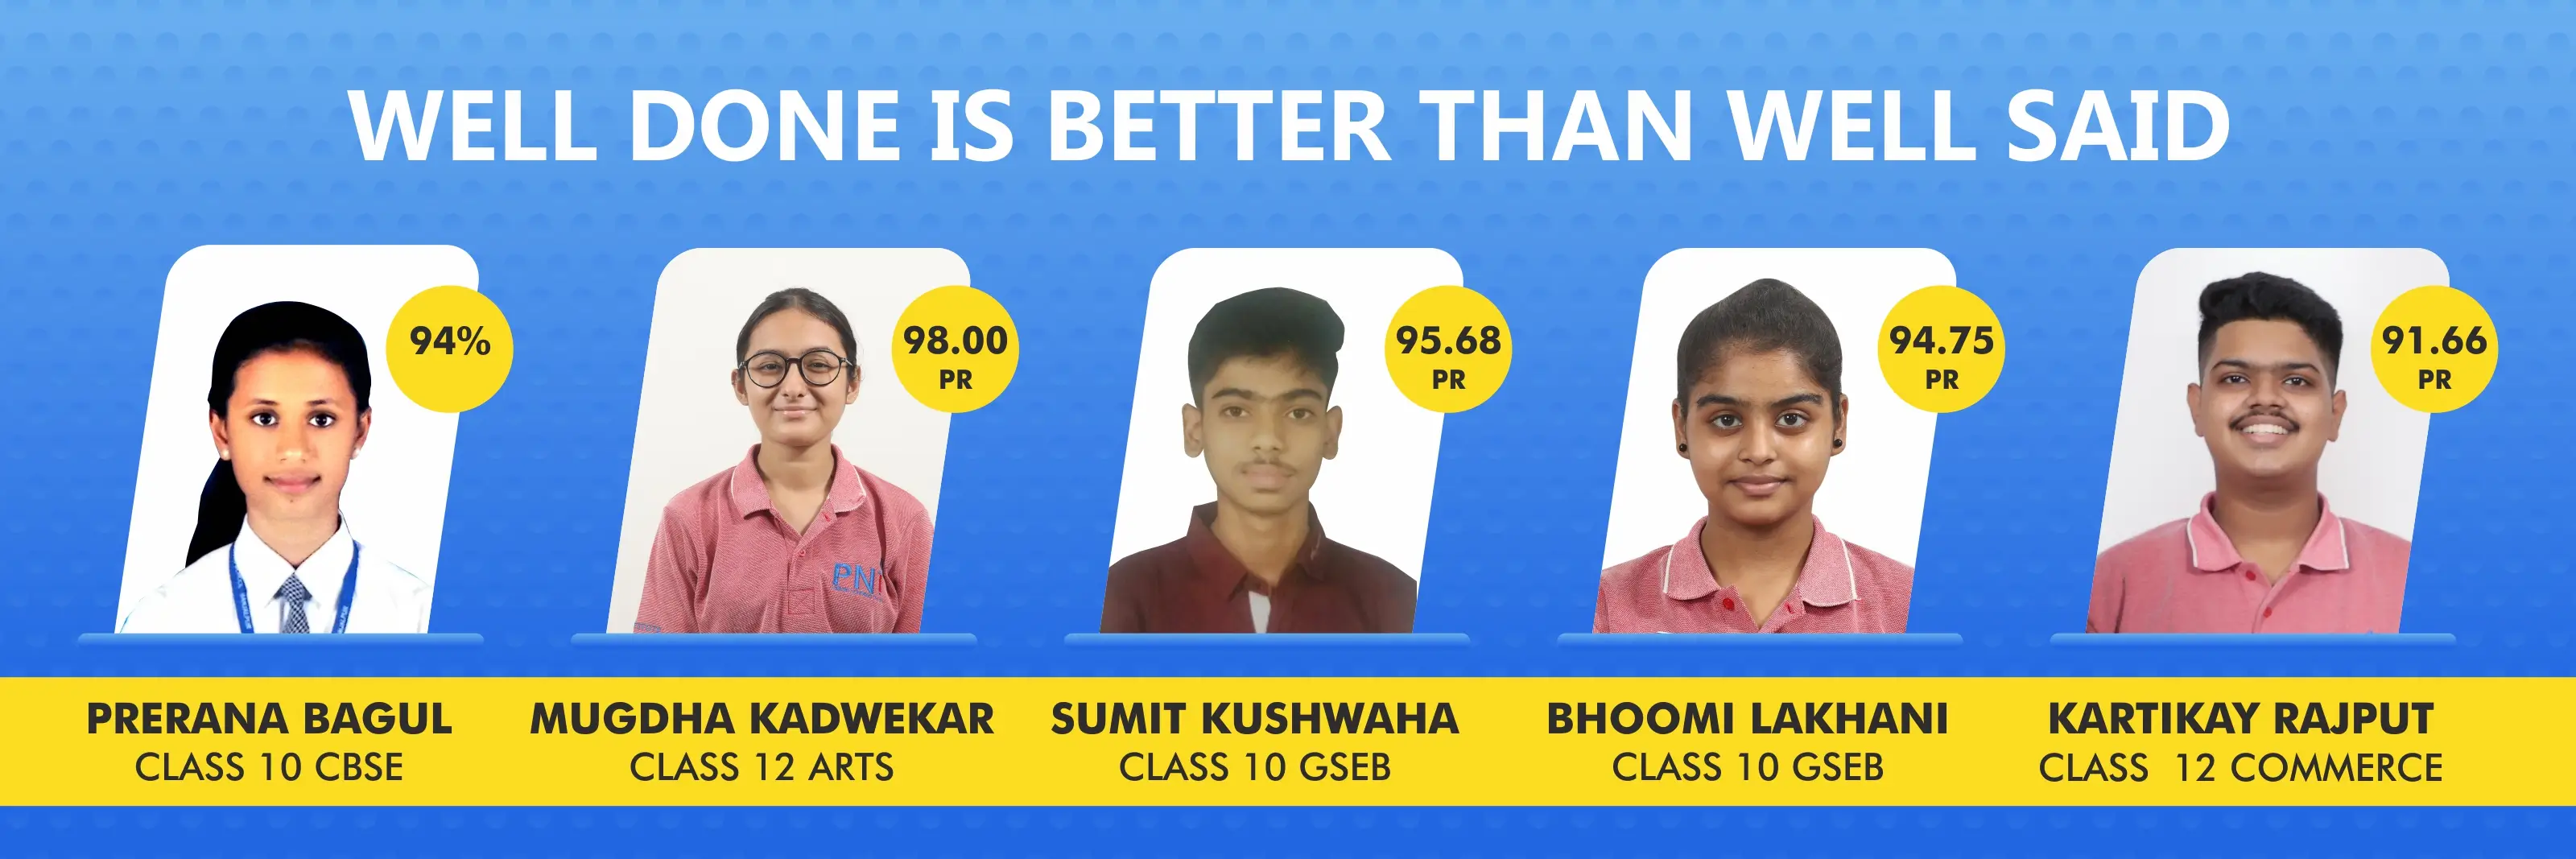 WELL DONE IS BETTER THAN WELL SAID
94%
98.00
PR
95.68
PR
94.75
PR
91.66
PR
PN
PRERANA BAGUL
CLASS 10 CBSE
MUGDHA KADWEKAR
CLASS 12 ARTS
SUMIT KUSHWAHA
CLASS 10 GSEB
BHOOMI LAKHANI
CLASS 10 GSEB
KARTIKAY RAJPUT
CLASS 12 COMMERCE